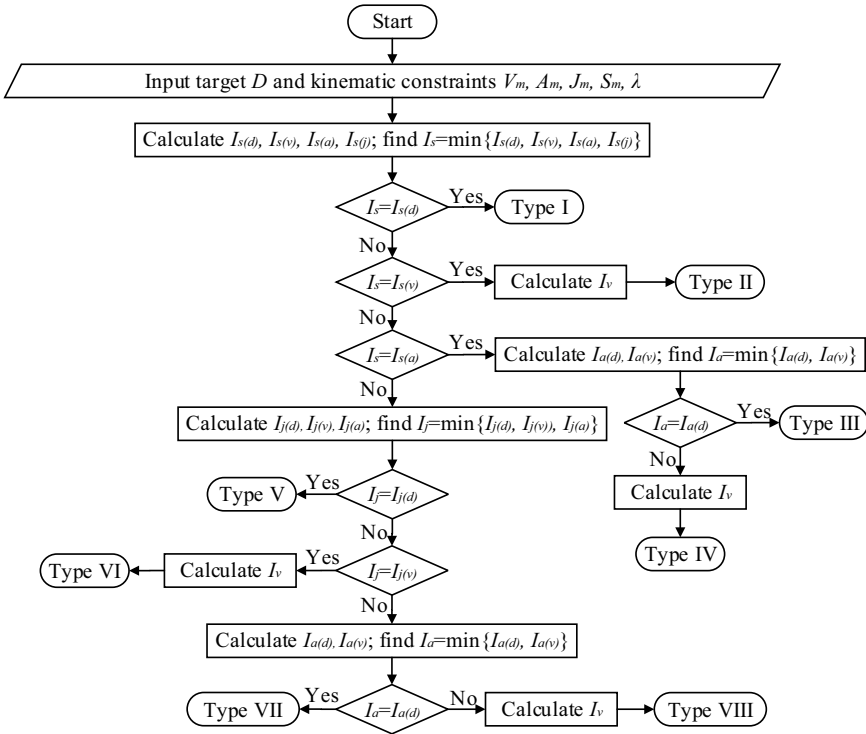 Start
Input target D and kinematic constraints Vm, Am, Jm, Sm, λ
Calculate Is(d), Is(v), Is(a), Is(j); find Is=min{Is(d), Is(v), Is(a), Is(j)}
Is=Is(d)
Yes
Type I
No
Is=Is(v)
Yes
Calculate Iv
Type II
No
Is=Is(a)
Yes
Calculate Ia(d), Ia(v); find Ia=min{Ia(d), Ia(v)}
No
Calculate Ij(d), Ij(v), Ij(a); find Ij=min{Ij(d), Ij(v)), Ij(a)}
Ia=Ia(d)
Yes
Type III
No
Calculate Iv
Type IV
Ij=Ij(d)
Yes
Type V
No
Ij=Ij(v)
Yes
Calculate Iv
Type VI
No
Calculate Ia(d), Ia(v); find Ia=min{Ia(d), Ia(v)}
Type VII
Yes
Ia=Ia(d)
No
Calculate Iv
Type VIII